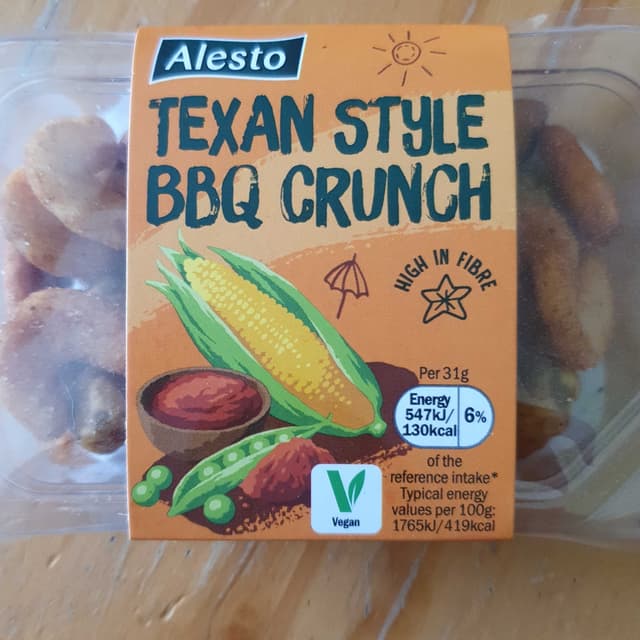 Alesto
TEXAN STYLE
BBQ CRUNCH
HIGH IN FIBRE
Per 31g
Energy
547kJ/
130kcal
6%
of the
reference intake*
Typical energy
values per 100g:
1765kJ/419kcal
Vegan